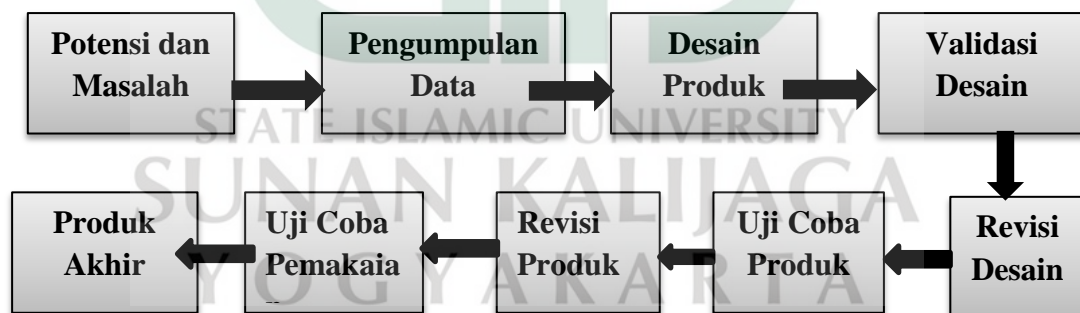 Potensi dan
Masalah
Pengumpulan
Data
Desain
Produk
Validasi
Desain
STATE ISLAMIC UNIVERSITY
SUNAN KALIJAGA
YOGYAKARTA
Revisi
Desain
Uji Coba
Produk
Revisi
Produk
Uji Coba
Pemakaia
Produk
Akhir